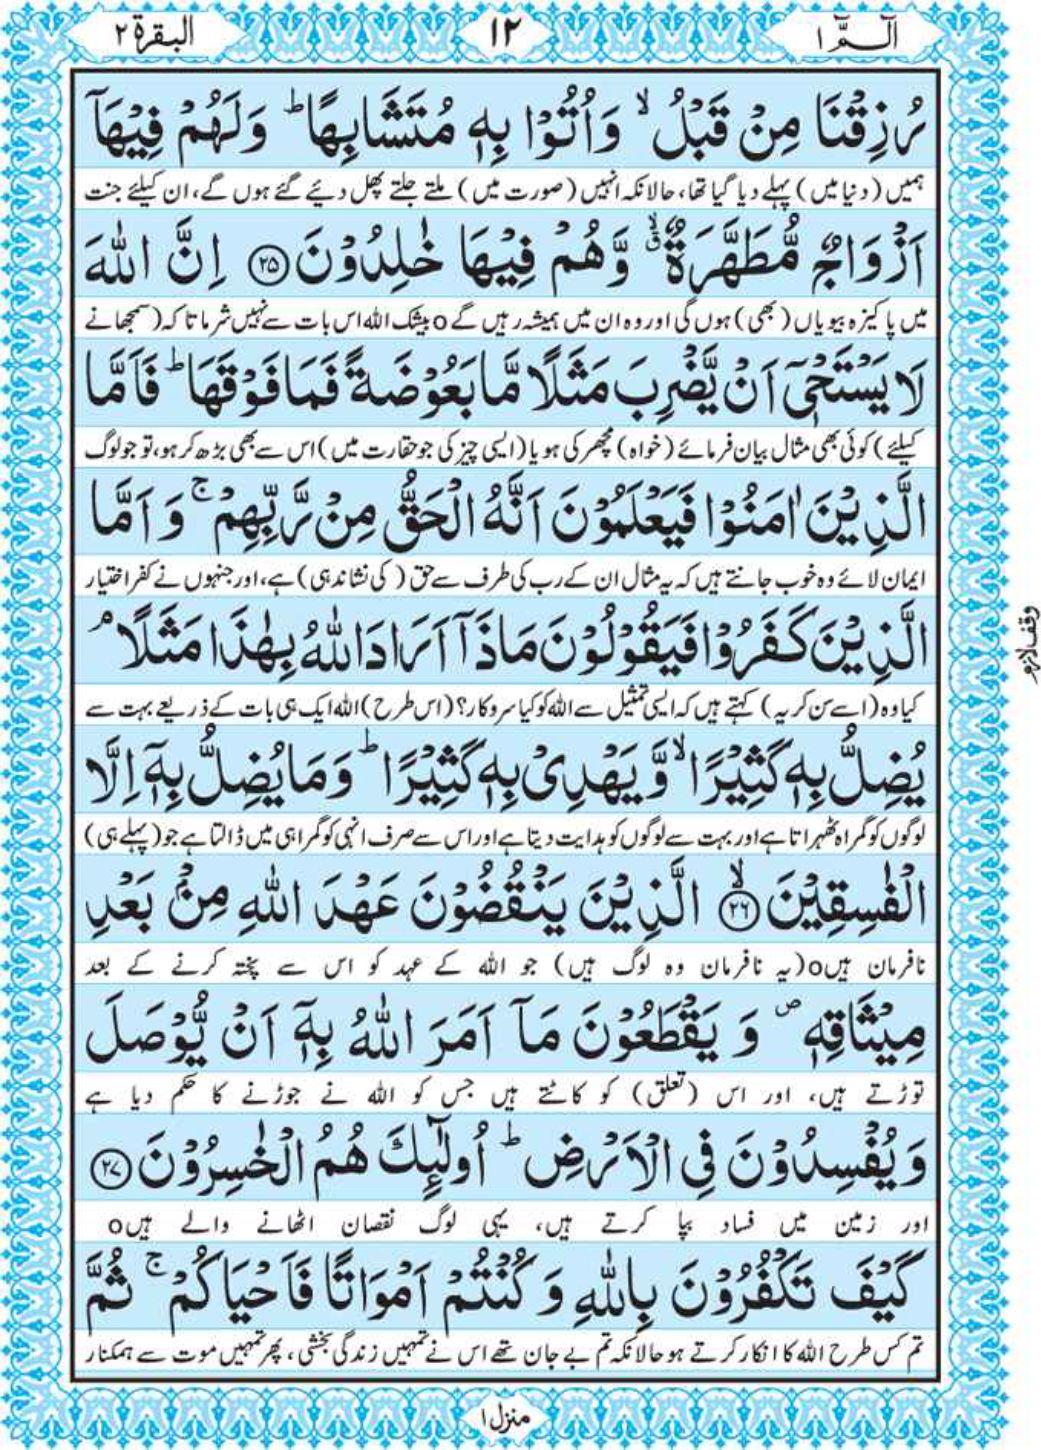 الٓـمّٓ ۱
۱۲
البقرة ۲
رُزِقْنَا مِنْ قَبْلُ ۙ وَاُتُوْا بِهٖ مُتَشَابِهًا ؕ وَلَهُمْ فِيْهَاۤ
ہمیں (دنیا میں) پہلے دیا گیا تھا، حالانکہ انہیں (صورت میں) ملتے جلتے پھل دیئے گئے ہوں گے، ان کیلئے جنت
اَزْوَاجٌ مُّطَهَّرَةٌ ۙۗ وَّهُمْ فِيْهَا خٰلِدُوْنَ ۝۲۵ اِنَّ اللّٰهَ
میں پاکیزہ بیویاں (بھی) ہوں گی اور وہ ان میں ہمیشہ رہیں گے o بیشک اللہ اس بات سے نہیں شرماتا کہ (سمجھانے
لَا يَسْتَحْيٖۤ اَنْ يَّضْرِبَ مَثَلًا مَّا بَعُوْضَةً فَمَا فَوْقَهَا ؕ فَاَمَّا
کیلئے) کوئی بھی مثال بیان فرمائے (خواہ) مچھر کی ہو یا (ایسی چیز کی جو حقارت میں) اس سے بھی بڑھ کر ہو، تو جو لوگ
الَّذِيْنَ اٰمَنُوْا فَيَعْلَمُوْنَ اَنَّهُ الْحَقُّ مِنْ رَّبِّهِمْ ۚ وَاَمَّا
ایمان لائے وہ خوب جانتے ہیں کہ یہ مثال ان کے رب کی طرف سے حق (کی نشاندہی) ہے، اور جنہوں نے کفر اختیار
الَّذِيْنَ كَفَرُوْا فَيَقُوْلُوْنَ مَاذَاۤ اَرَادَ اللّٰهُ بِهٰذَا مَثَلًا ۘ
کیا وہ (اسے سن کر یہ) کہتے ہیں کہ ایسی تمثیل سے اللہ کو کیا سروکار؟ (اس طرح) اللہ ایک ہی بات کے ذریعے بہت سے
وقف لازم
يُضِلُّ بِهٖ كَثِيْرًا ۙ وَّيَهْدِىْ بِهٖ كَثِيْرًا ؕ وَمَا يُضِلُّ بِهٖۤ اِلَّا
لوگوں کو گمراہ ٹھہراتا ہے اور بہت سے لوگوں کو ہدایت دیتا ہے اور اس سے صرف انہی کو گمراہی میں ڈالتا ہے جو (پہلے ہی)
الْفٰسِقِيْنَ ۝۲۶ ۙ الَّذِيْنَ يَنْقُضُوْنَ عَهْدَ اللّٰهِ مِنْۢ بَعْدِ
نافرمان ہیں o (یہ نافرمان وہ لوگ ہیں) جو اللہ کے عہد کو اس سے پختہ کرنے کے بعد
مِيْثَاقِهٖ ۪ وَيَقْطَعُوْنَ مَاۤ اَمَرَ اللّٰهُ بِهٖۤ اَنْ يُّوْصَلَ
توڑتے ہیں، اور اس (تعلق) کو کاٹتے ہیں جس کو اللہ نے جوڑنے کا حکم دیا ہے
وَيُفْسِدُوْنَ فِى الْاَرْضِ ؕ اُولٰٓئِكَ هُمُ الْخٰسِرُوْنَ ۝۲۷
اور زمین میں فساد بپا کرتے ہیں، یہی لوگ نقصان اٹھانے والے ہیں o
كَيْفَ تَكْفُرُوْنَ بِاللّٰهِ وَكُنْتُمْ اَمْوَاتًا فَاَحْيَاكُمْ ۚ ثُمَّ
تم کس طرح اللہ کا انکار کرتے ہو حالانکہ تم بے جان تھے اس نے تمہیں زندگی بخشی، پھر تمہیں موت سے ہمکنار
منزل ۱